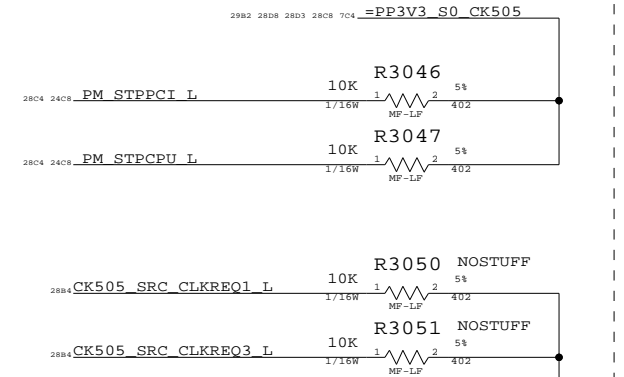 29B2 28D8 28D3 28C8 7C4 =PP3V3_S0_CK505
R3046
10K 5%
28C4 24C8 PM_STPPCI_L 1 2
1/16W MF-LF 402
R3047
10K 5%
28C4 24C8 PM_STPCPU_L 1 2
1/16W MF-LF 402
R3050 NOSTUFF
10K 5%
28B4 CK505_SRC_CLKREQ1_L 1 2
1/16W MF-LF 402
R3051 NOSTUFF
10K 5%
28B4 CK505_SRC_CLKREQ3_L 1 2
1/16W MF-LF 402